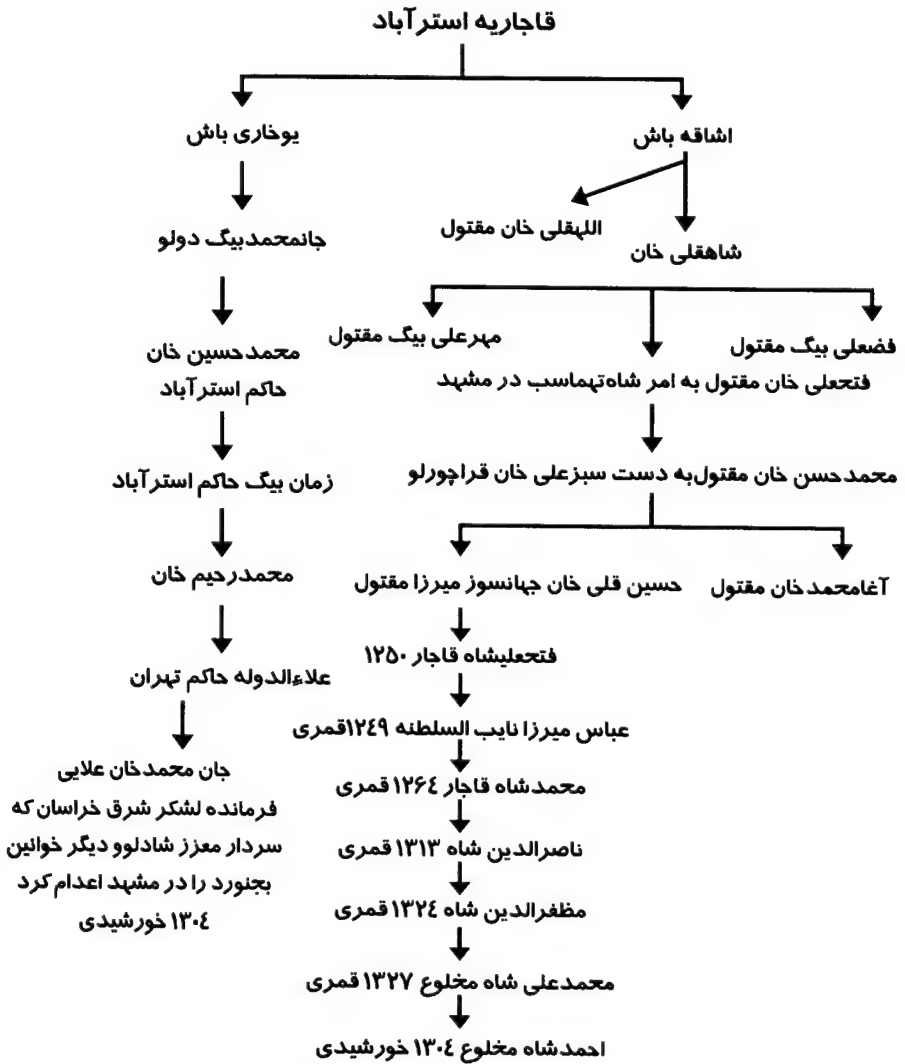 قاجاریه استرآباد
اشاقه باش
یوخاری باش
اللهقلی خان مقتول
شاهقلی خان
جانمحمدبیگ دولو
فضعلی بیگ مقتول
مهرعلی بیگ مقتول
فتحعلی خان مقتول به امر شاه‌تهماسب در مشهد
محمدحسین خان
حاکم استرآباد
محمدحسن خان مقتول‌به دست سبزعلی خان قراچورلو
زمان بیگ حاکم استرآباد
آغامحمدخان مقتول
حسین قلی خان جهانسوز میرزا مقتول
محمدرحیم خان
فتحعلیشاه قاجار ۱۲۵۰
علاءالدوله حاکم تهران
عباس میرزا نایب السلطنه ۱۲۴۹قمری
محمدشاه قاجار ۱۲۶۴ قمری
ناصرالدین شاه ۱۳۱۳ قمری
مظفرالدین شاه ۱۳۲۴ قمری
محمدعلی شاه مخلوع ۱۳۲۷ قمری
احمدشاه مخلوع ۱۳۰۴ خورشیدی
جان محمدخان علایی
فرمانده لشکر شرق خراسان که
سردار معزز شادلوو دیگر خوانین
بجنورد را در مشهد اعدام کرد
۱۳۰۴ خورشیدی